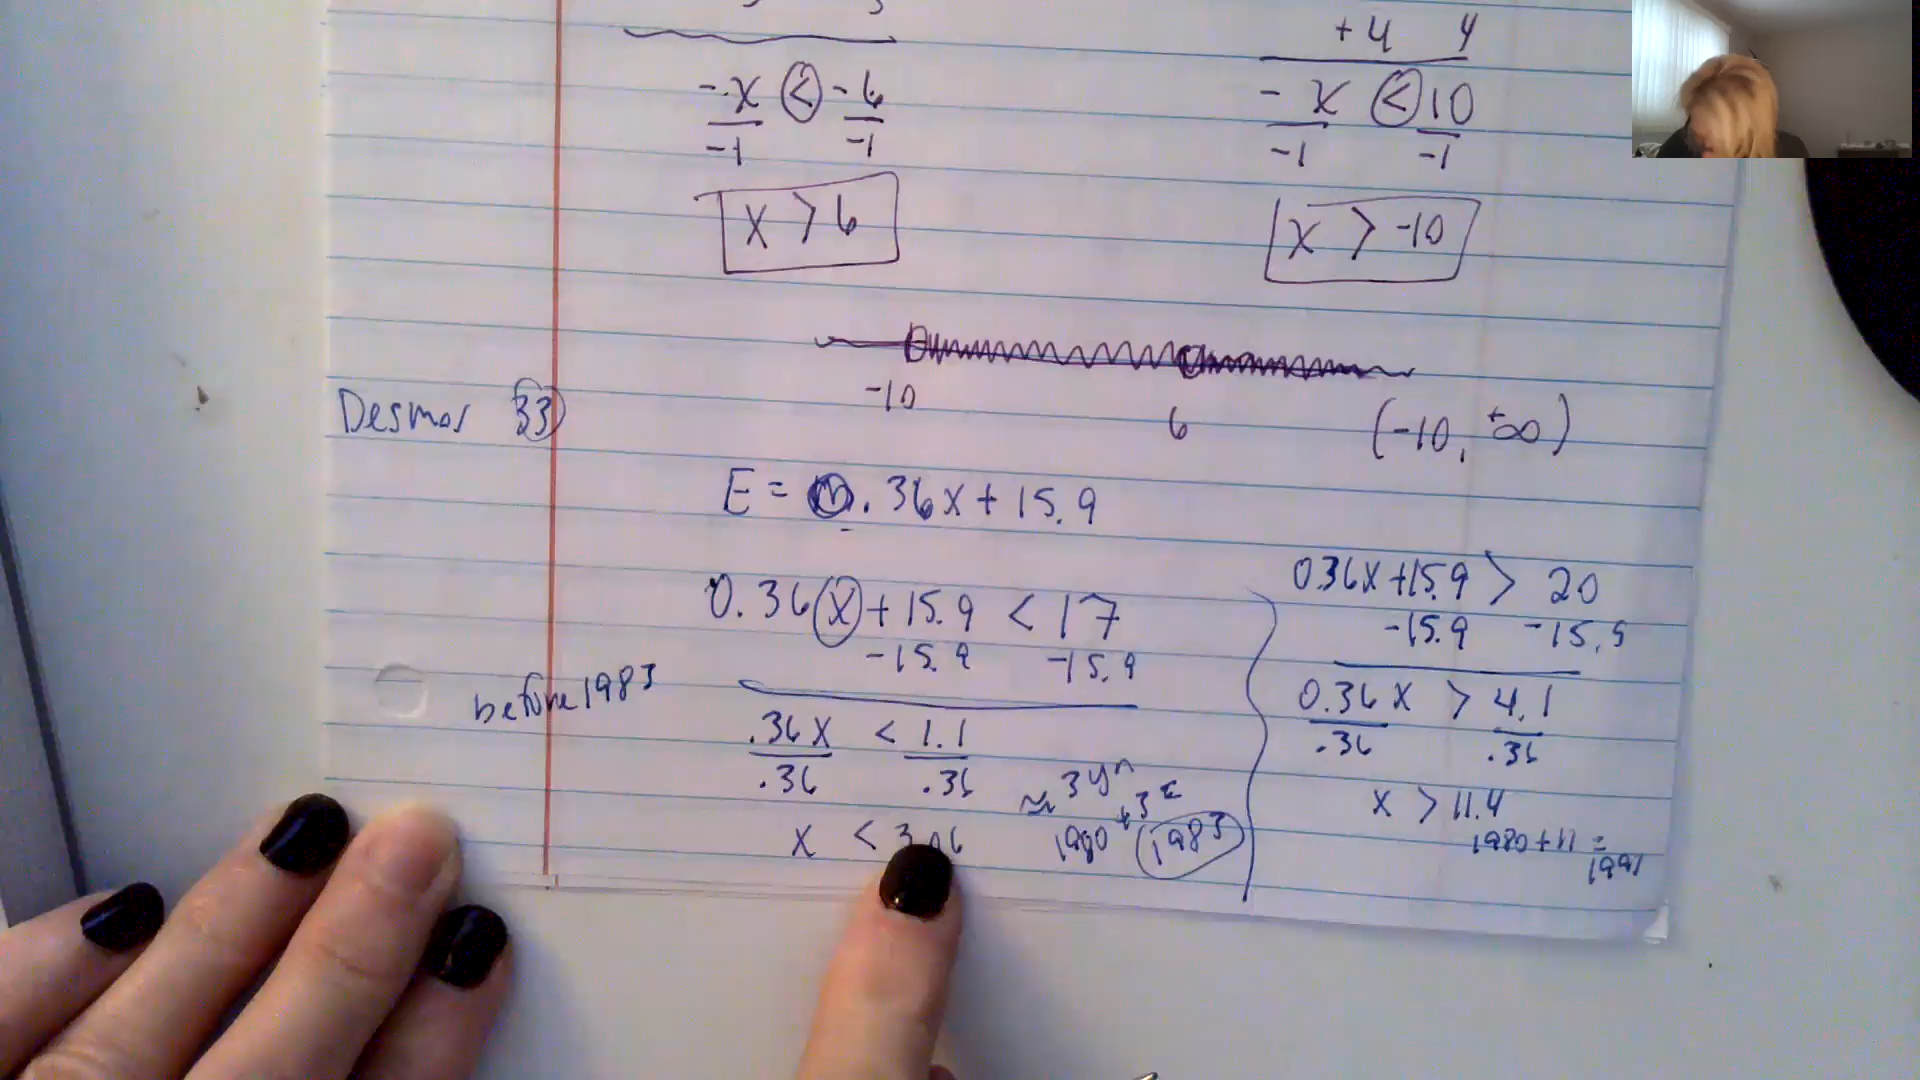 +4 4
-x < -6
-1 -1
x > 6
-x < 10
-1 -1
x > -10
-10 6 (-10, +∞)
Desmos 33
E = .36x + 15.9
0.36x + 15.9 < 17
-15.9 -15.9
before 1983
.36x < 1.1
.36 .36
x < 3.06
≈ 3 yr
1980 +3
1983
0.36x + 15.9 > 20
-15.9 -15.9
0.36x > 4.1
.36 .36
x > 11.4
1980 + 11 =
1991